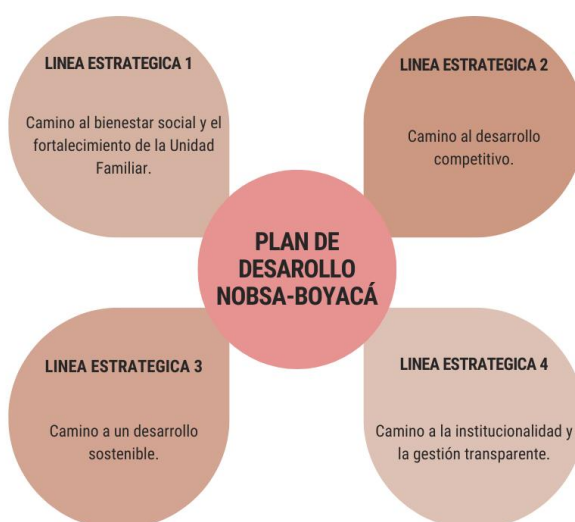 LINEA ESTRATEGICA 1
Camino al bienestar social y el
fortalecimiento de la Unidad
Familiar.
LINEA ESTRATEGICA 2
Camino al desarrollo
competitivo.
PLAN DE
DESAROLLO
NOBSA-BOYACÁ
LINEA ESTRATEGICA 3
Camino a un desarrollo
sostenible.
LINEA ESTRATEGICA 4
Camino a la institucionalidad y
la gestión transparente.